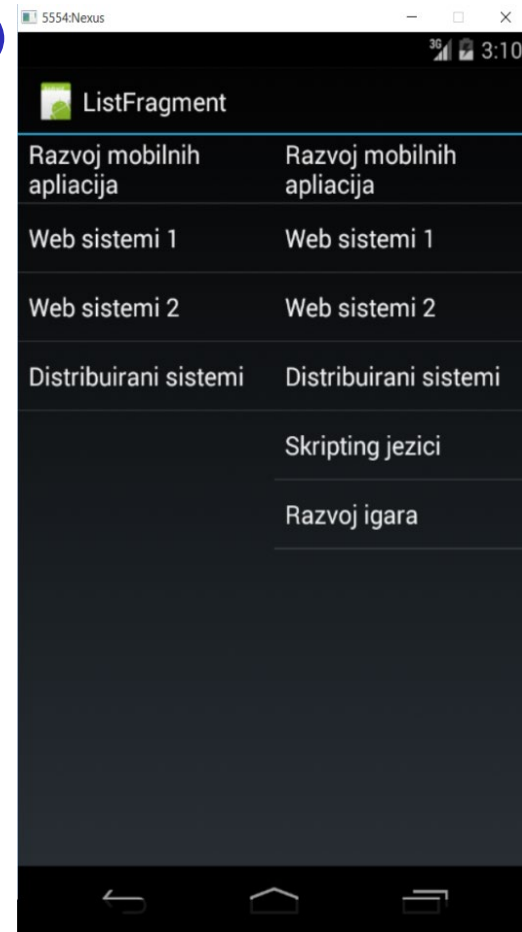 5554:Nexus
3G 3:10
ListFragment
Razvoj mobilnih
apliacija
Web sistemi 1
Web sistemi 2
Distribuirani sistemi
Razvoj mobilnih
apliacija
Web sistemi 1
Web sistemi 2
Distribuirani sistemi
Skripting jezici
Razvoj igara